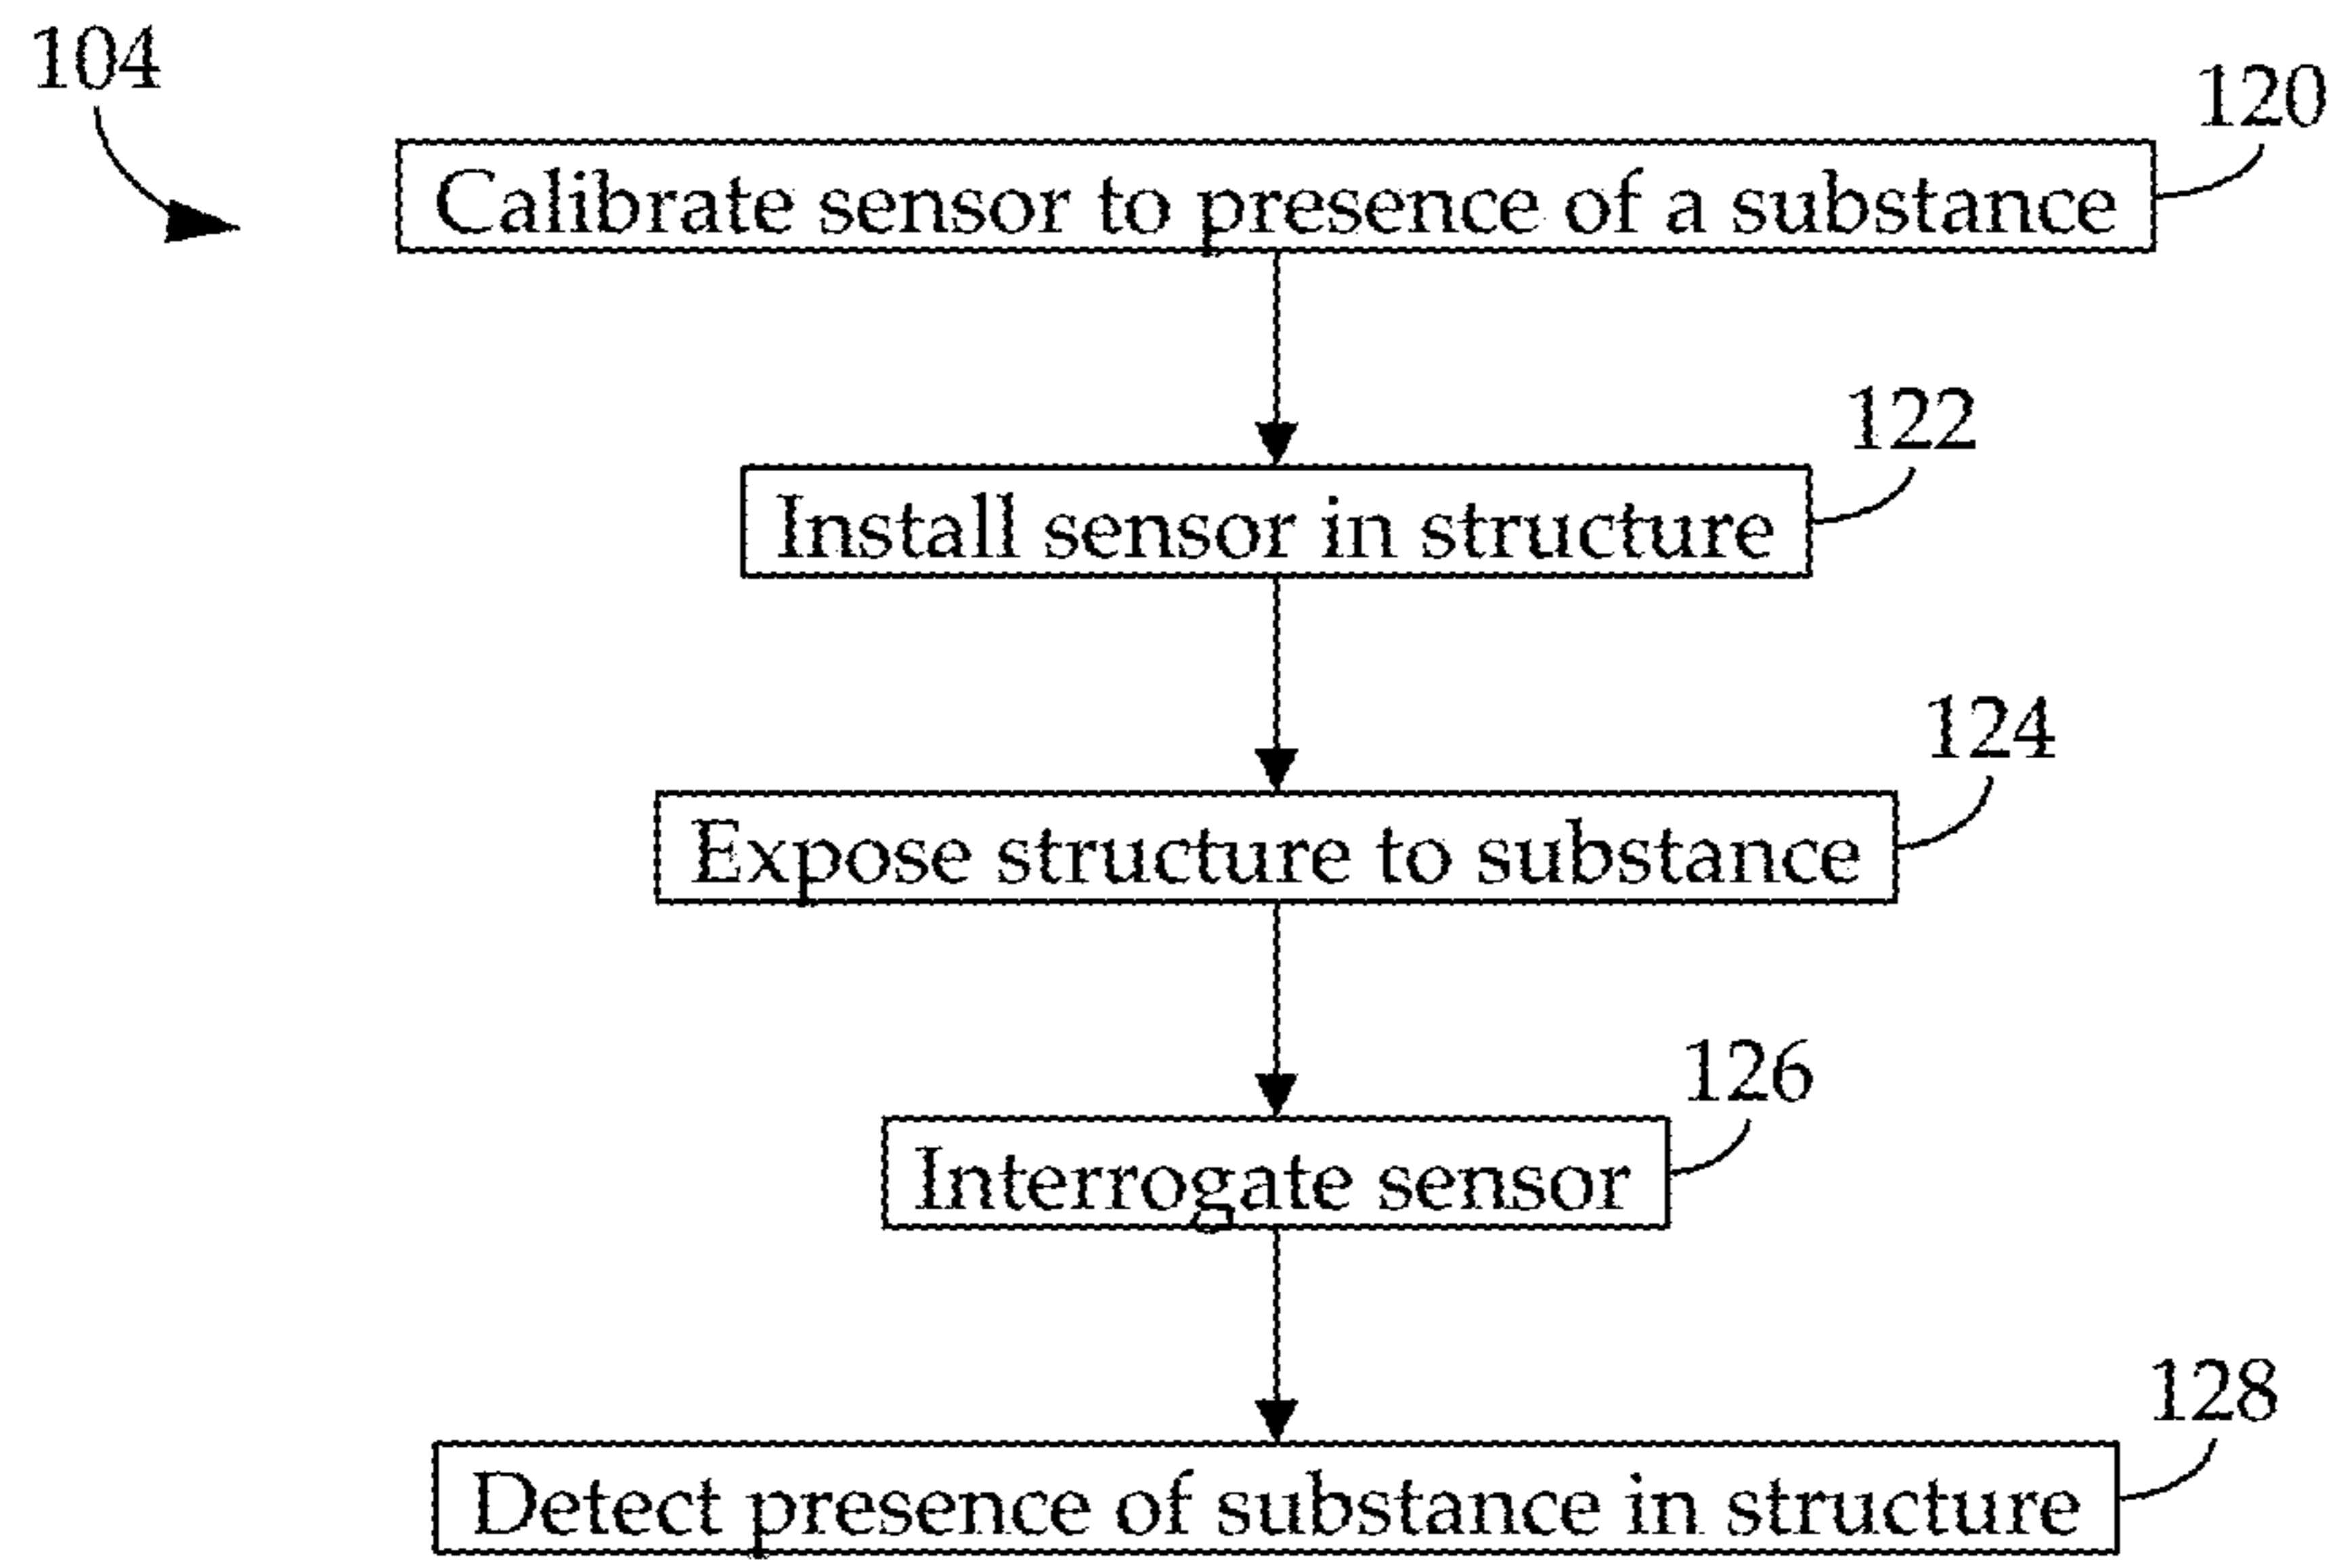 104
120
Calibrate sensor to presence of a substance
122
Install sensor in structure
124
Expose structure to substance
126
Interrogate sensor
128
Detect presence of substance in structure